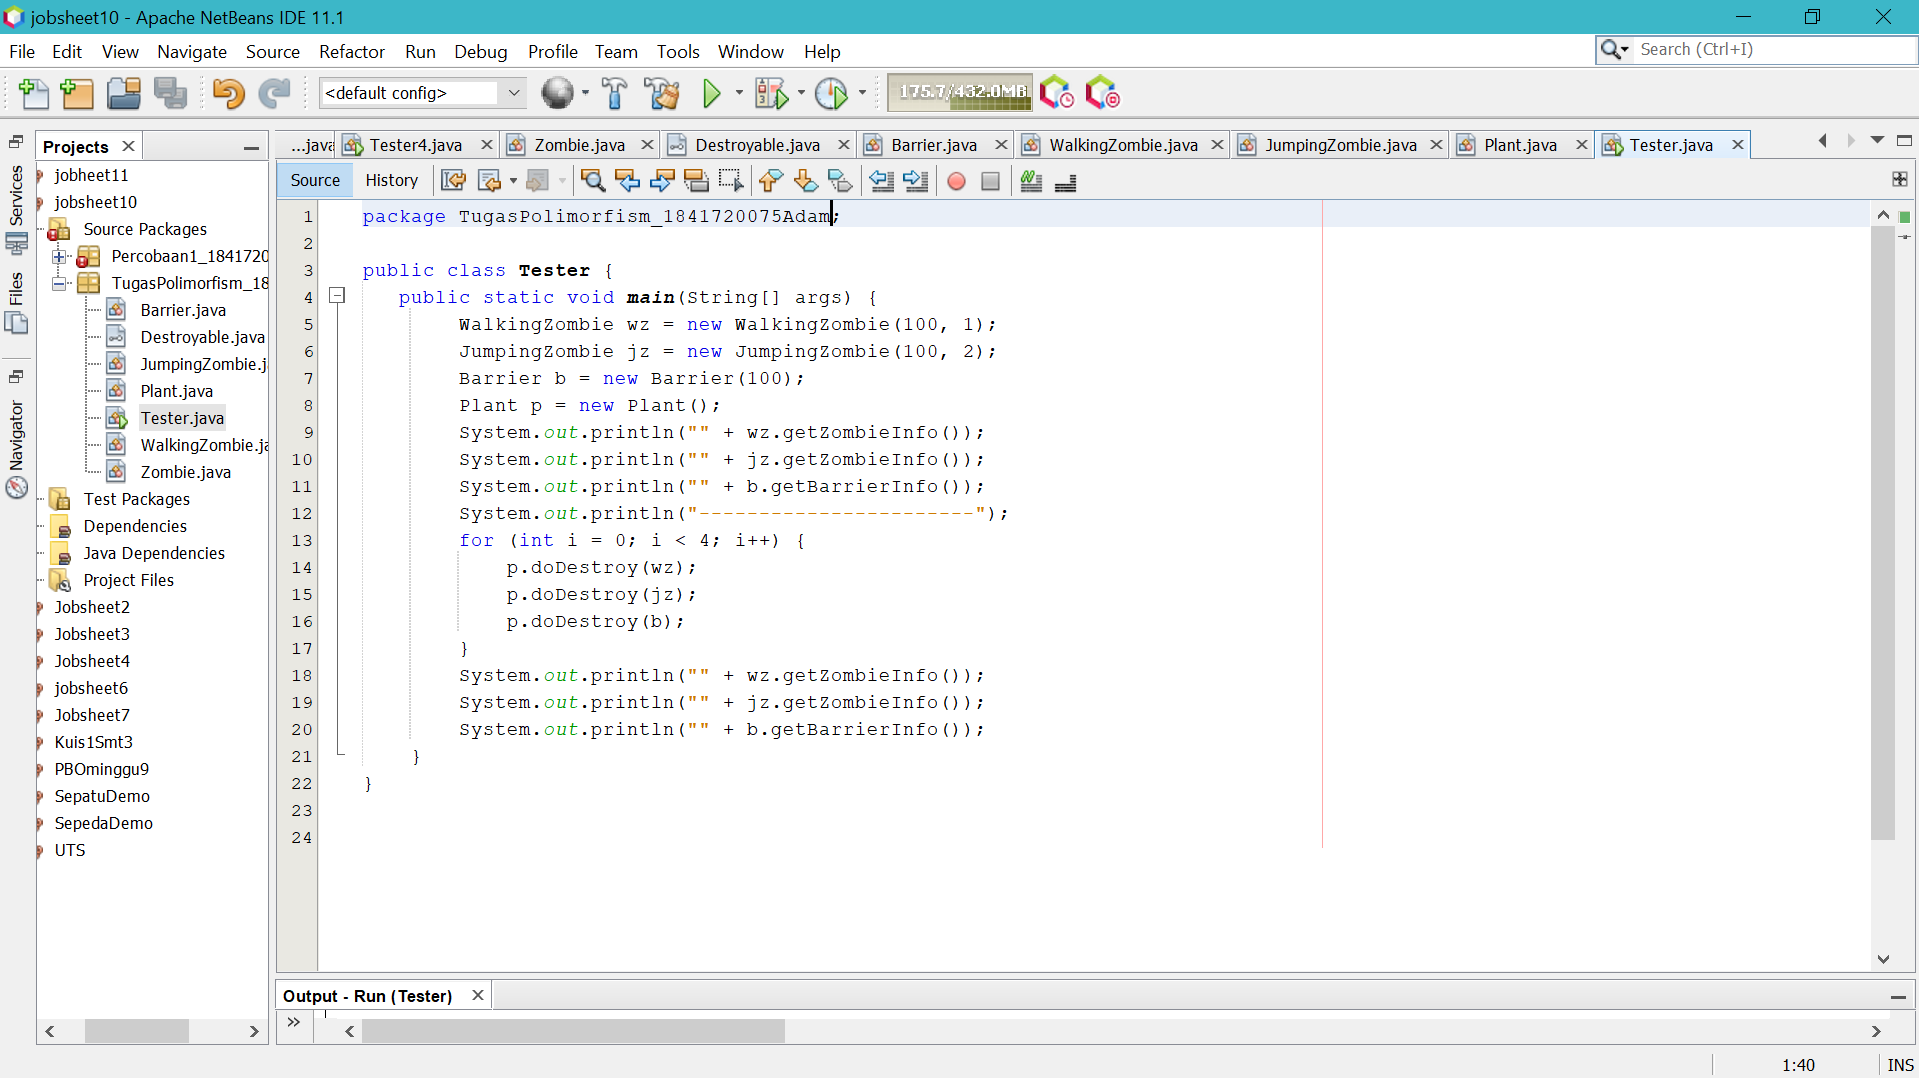 jobsheet10 - Apache NetBeans IDE 11.1
File Edit View Navigate Source Refactor Run Debug Profile Team Tools Window Help
Search (Ctrl+I)
<default config>
175.7/432.0MB
Projects
...java Tester4.java Zombie.java Destroyable.java Barrier.java WalkingZombie.java JumpingZombie.java Plant.java Tester.java
Source History
Services
Files
Navigator
jobheet11
jobsheet10
Source Packages
Percobaan1_1841720
TugasPolimorfism_18
Barrier.java
Destroyable.java
JumpingZombie.j
Plant.java
Tester.java
WalkingZombie.ja
Zombie.java
Test Packages
Dependencies
Java Dependencies
Project Files
Jobsheet2
Jobsheet3
Jobsheet4
jobsheet6
Jobsheet7
Kuis1Smt3
PBOminggu9
SepatuDemo
SepedaDemo
UTS
1 package TugasPolimorfism_1841720075Adam;
2
3 public class Tester {
4 public static void main(String[] args) {
5 WalkingZombie wz = new WalkingZombie(100, 1);
6 JumpingZombie jz = new JumpingZombie(100, 2);
7 Barrier b = new Barrier(100);
8 Plant p = new Plant();
9 System.out.println("" + wz.getZombieInfo());
10 System.out.println("" + jz.getZombieInfo());
11 System.out.println("" + b.getBarrierInfo());
12 System.out.println("-----------------------");
13 for (int i = 0; i < 4; i++) {
14 p.doDestroy(wz);
15 p.doDestroy(jz);
16 p.doDestroy(b);
17 }
18 System.out.println("" + wz.getZombieInfo());
19 System.out.println("" + jz.getZombieInfo());
20 System.out.println("" + b.getBarrierInfo());
21 }
22 }
23
24
Output - Run (Tester)
1:40 INS